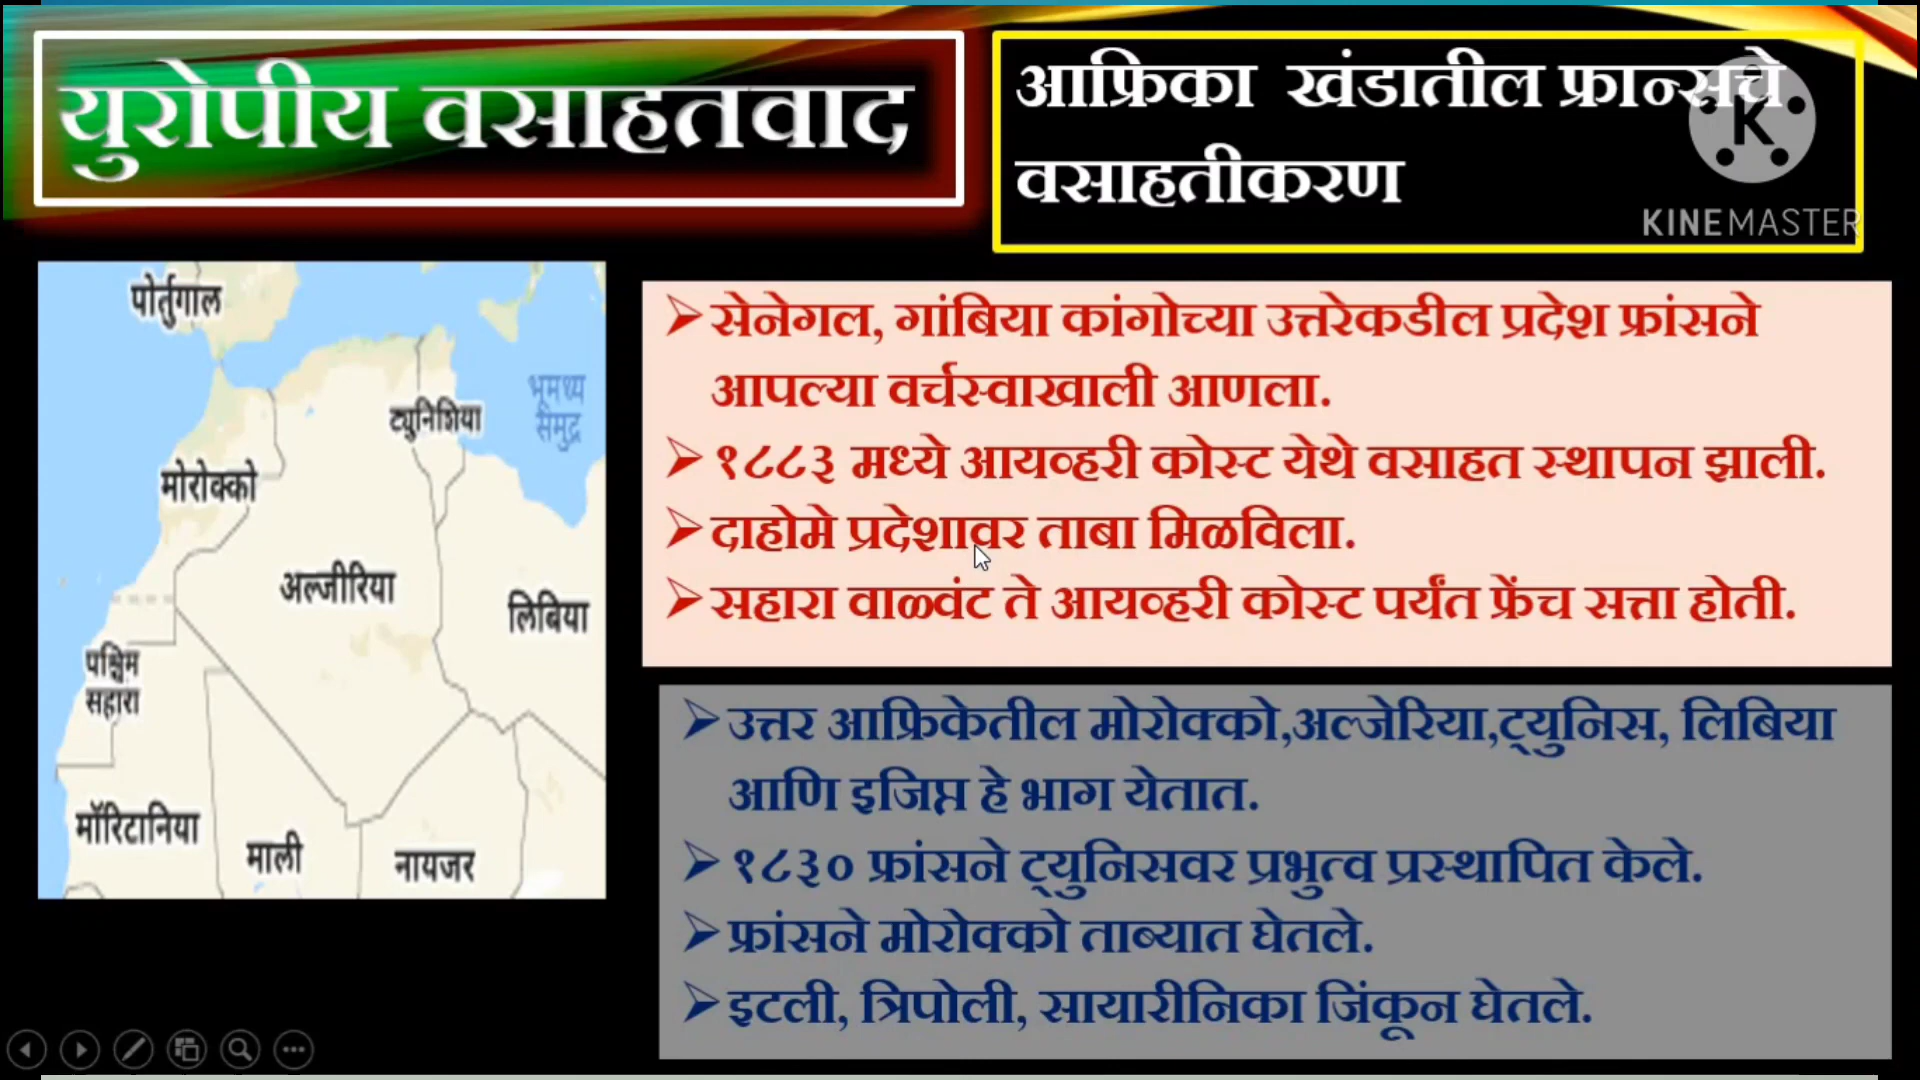 युरोपीय वसाहतवाद
आफ्रिका खंडातील फ्रान्सचे
वसाहतीकरण
K
KINEMASTER
पोर्तुगाल
भूमध्य
समुद्र
ट्युनिशिया
मोरोक्को
अल्जीरिया
लिबिया
पश्चिम
सहारा
मॉरिटानिया
माली
नायजर
➢सेनेगल, गांबिया कांगोच्या उत्तरेकडील प्रदेश फ्रांसने
आपल्या वर्चस्वाखाली आणला.
➢१८८३ मध्ये आयव्हरी कोस्ट येथे वसाहत स्थापन झाली.
➢दाहोमे प्रदेशावर ताबा मिळविला.
➢सहारा वाळ्वंट ते आयव्हरी कोस्ट पर्यंत फ्रेंच सत्ता होती.
➢उत्तर आफ्रिकेतील मोरोक्को,अल्जेरिया,ट्युनिस, लिबिया
आणि इजिप्त हे भाग येतात.
➢१८३० फ्रांसने ट्युनिसवर प्रभुत्व प्रस्थापित केले.
➢फ्रांसने मोरोक्को ताब्यात घेतले.
➢इटली, त्रिपोली, सायारीनिका जिंकून घेतले.